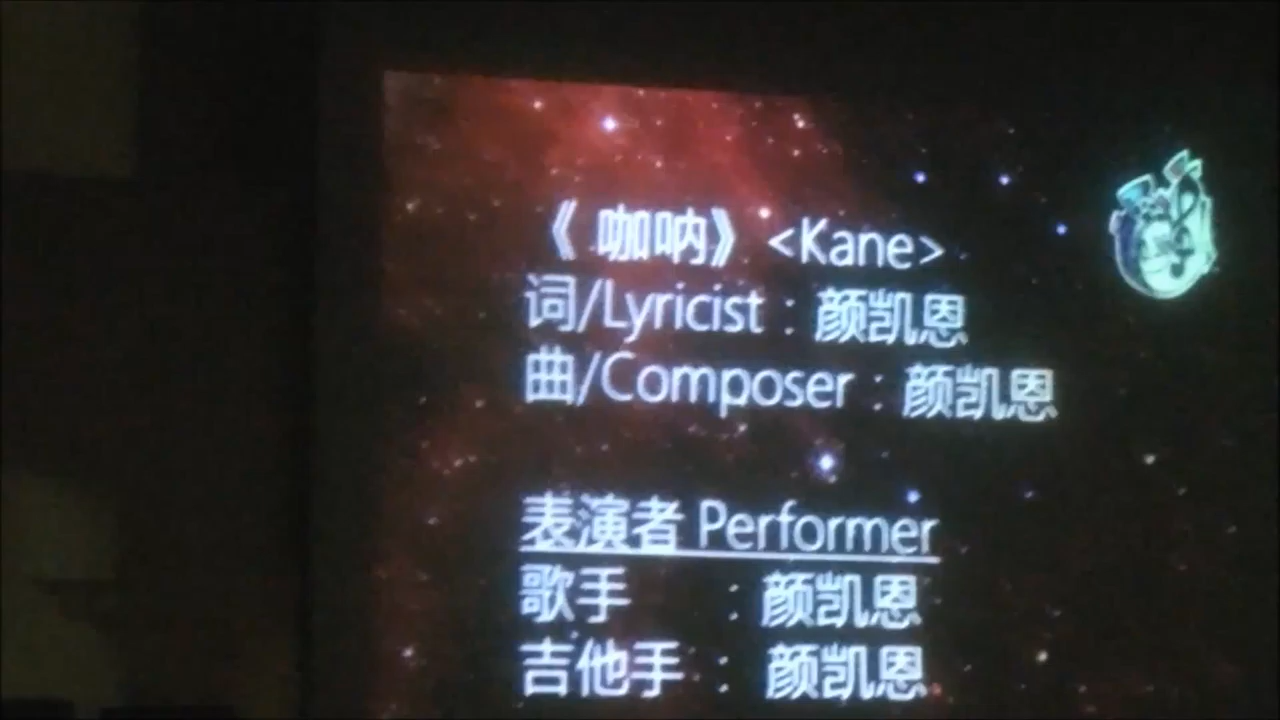 《 咖呐》 <Kane>
词/Lyricist : 颜凯恩
曲/Composer : 颜凯恩
表演者 Performer
歌手 : 颜凯恩
吉他手 : 颜凯恩